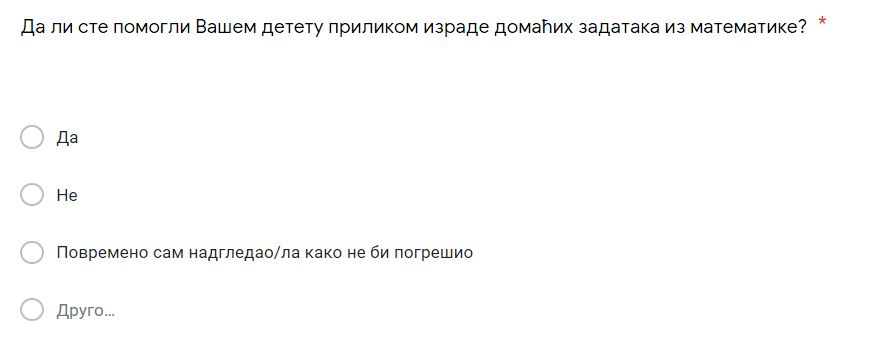 Да ли сте помогли Вашем детету приликом израде домаћих задатака из математике? *
Да
Не
Повремено сам надгледао/ла како не би погрешио
Друго...